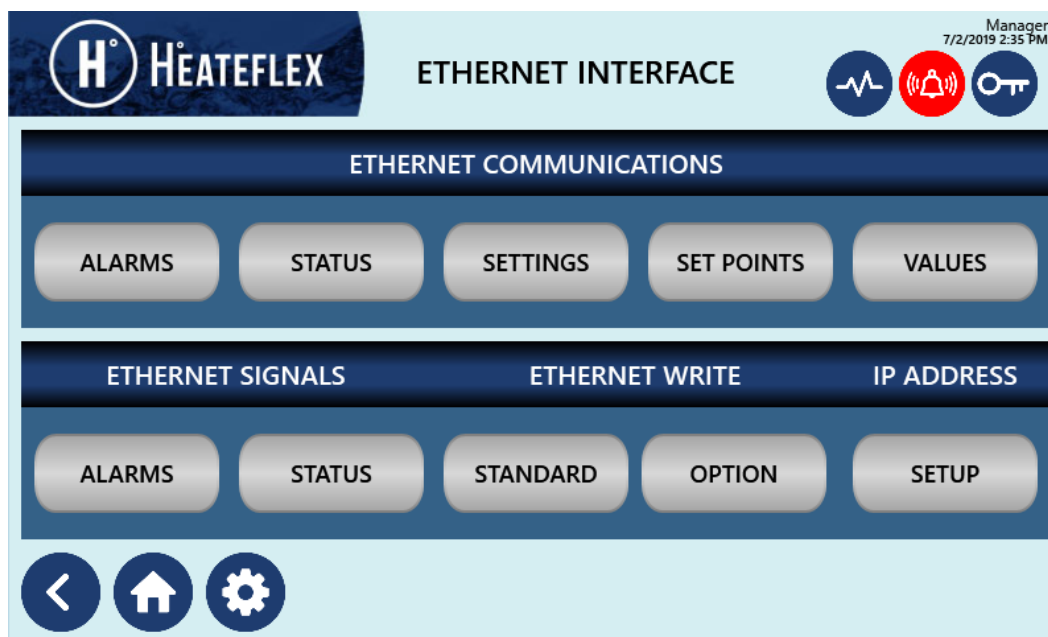 Manager
7/2/2019 2:35 PM
H° HEATEFLEX
ETHERNET INTERFACE
ETHERNET COMMUNICATIONS
ALARMS STATUS SETTINGS SET POINTS VALUES
ETHERNET SIGNALS ETHERNET WRITE IP ADDRESS
ALARMS STATUS STANDARD OPTION SETUP